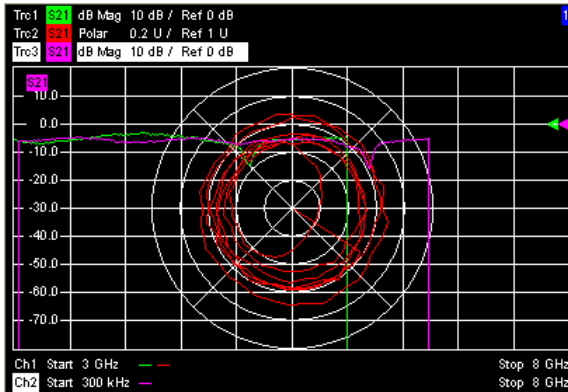 Trc1 S21 dB Mag 10 dB / Ref 0 dB
Trc2 S21 Polar 0.2 U / Ref 1 U
Trc3 S21 dB Mag 10 dB / Ref 0 dB
1
S21
10.0
0.0
-10.0
-20.0
-30.0
-40.0
-50.0
-60.0
-70.0
Ch1 Start 3 GHz — — Stop 8 GHz
Ch2 Start 300 kHz — Stop 8 GHz